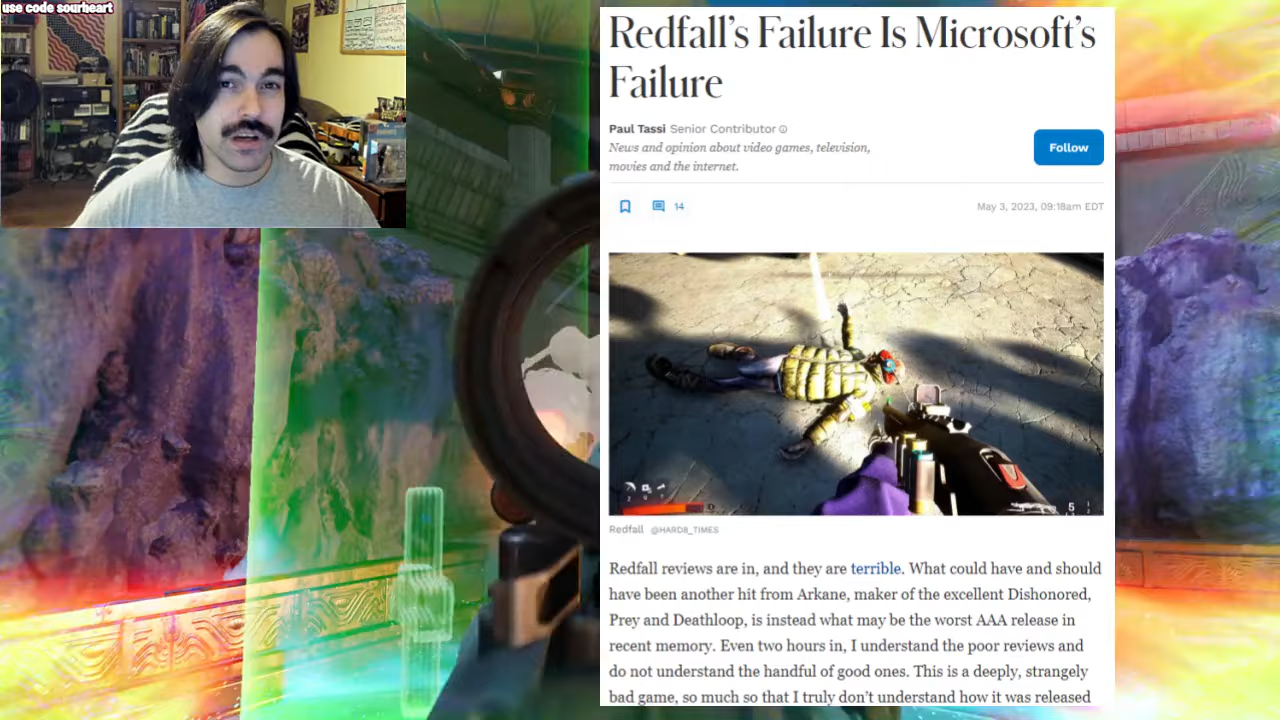 use code sourheart
Redfall's Failure Is Microsoft's
Failure
Paul Tassi Senior Contributor
News and opinion about video games, television,
movies and the internet.
Follow
14
May 3, 2023, 09:18am EDT
5
Redfall @HARD8_TIMES
Redfall reviews are in, and they are terrible. What could have and should
have been another hit from Arkane, maker of the excellent Dishonored,
Prey and Deathloop, is instead what may be the worst AAA release in
recent memory. Even two hours in, I understand the poor reviews and
do not understand the handful of good ones. This is a deeply, strangely
bad game, so much so that I truly don't understand how it was released